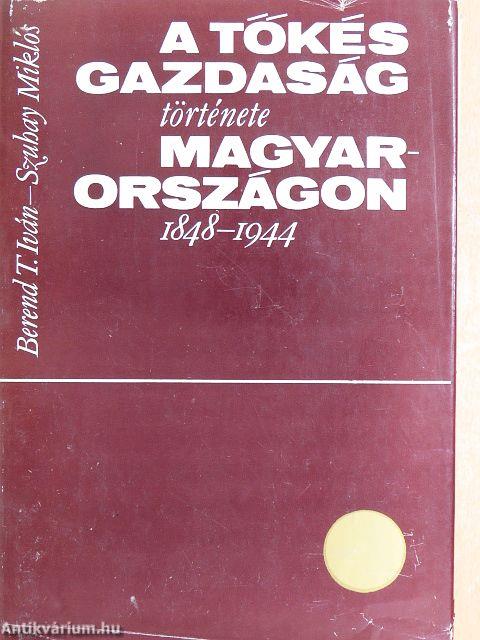 Berend T. Iván–Szuhay Miklós
A TŐKÉS
GAZDASÁG
története
MAGYAR-
ORSZÁGON
1848–1944
Antikvárium.hu